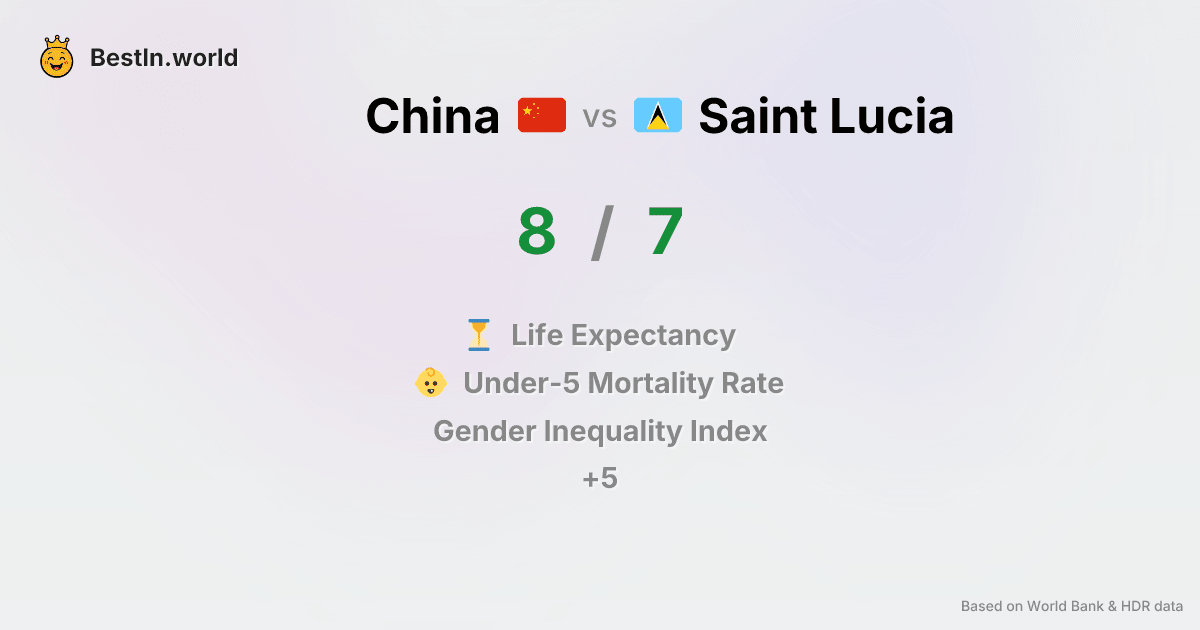 BestIn.world
China vs Saint Lucia
8 / 7
Life Expectancy
Under-5 Mortality Rate
Gender Inequality Index
+5
Based on World Bank & HDR data